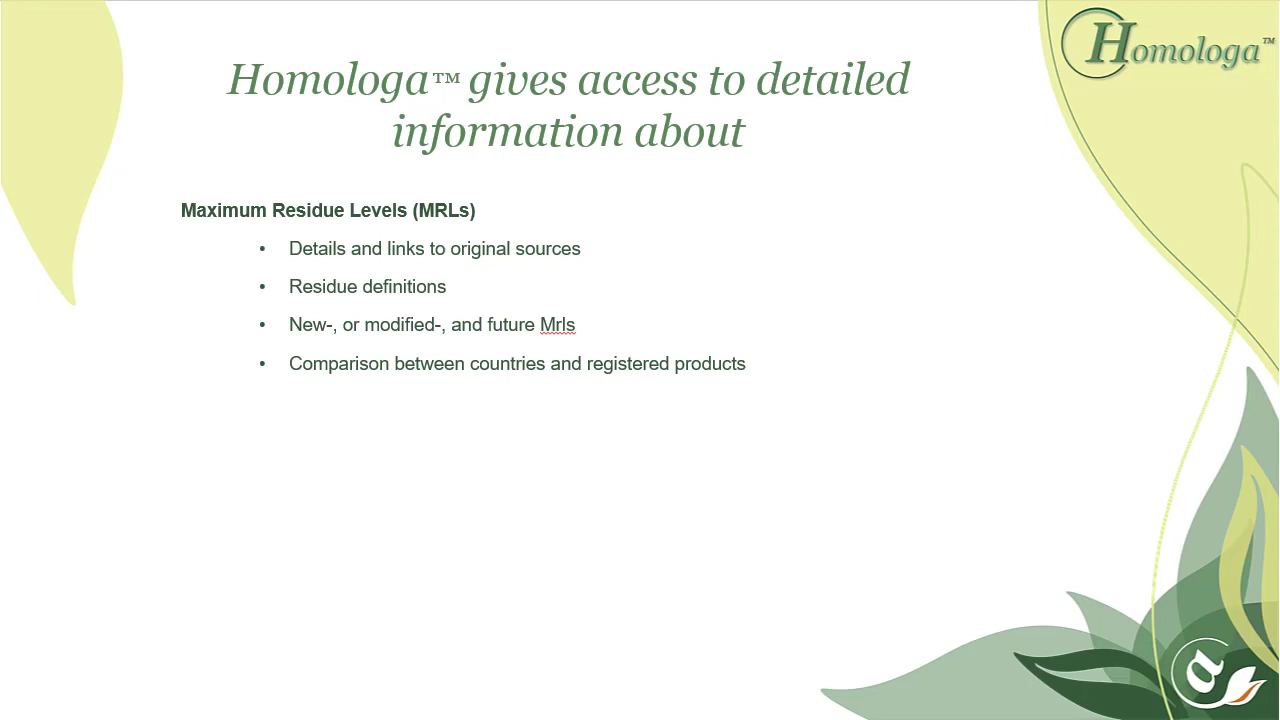 Homologa™
Homologa™ gives access to detailed
information about
Maximum Residue Levels (MRLs)
• Details and links to original sources
• Residue definitions
• New-, or modified-, and future Mrls
• Comparison between countries and registered products
a